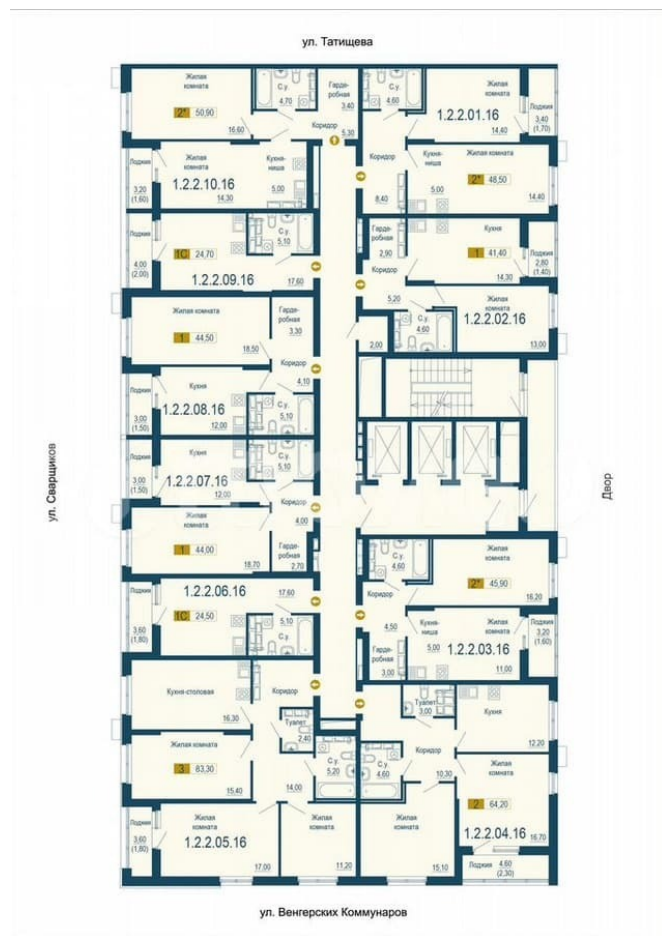 ул. Татищева
Жилая
комната
2* 50,90
16.60
С.у.
4.70
Гарде-
робная
3.40
Коридор
5.30
Лоджия
3,20
(1.60)
Жилая
комната
1.2.2.10.16
14.30
Кухня-
ниша
5.00
Лоджия
4,00
(2.00)
1С 24,70
1.2.2.09.16
С.у.
5,10
17.60
Жилая комната
1 44,50
18.50
Гарде-
робная
3.30
Коридор
4,10
Лоджия
3,00
(1.50)
Кухня
1.2.2.08.16
12.00
С.у.
5,10
Лоджия
3,00
(1.50)
Кухня
1.2.2.07.16
12.00
С.у.
5,10
Коридор
4.00
Жилая
комната
1 44,00
18.70
Гарде-
робная
2.70
Лоджия
3,60
(1.80)
1.2.2.06.16
17.60
1С 24,50
5,10
С.у.
Кухня-столовая
16.30
Коридор
Туалет
2.40
Жилая комната
3 83,30
15.40
14.00
С.у.
5,20
Лоджия
3,60
(1.80)
Жилая
комната
1.2.2.05.16
17.00
Жилая
комната
11.20
С.у.
4.60
Жилая
комната
1.2.2.01.16
14.40
Лоджия
3,40
(1.70)
Коридор
8.40
Кухня-
ниша
5.00
Жилая
комната
2* 48,50
14.40
Гарде-
робная
2.90
Кухня
1 41,40
14.30
Лоджия
2,80
(1.40)
Коридор
5.20
С.у.
4.60
Жилая
комната
1.2.2.02.16
13.00
2,00
С.у.
4,60
Жилая
комната
2* 45,90
16.20
Коридор
4.50
Гарде-
робная
3.00
Кухня-
ниша
5.00
Жилая
комната
1.2.2.03.16
11.00
Лоджия
3,20
(1.60)
Туалет
3.00
Кухня
12.20
Коридор
10.30
С.у.
4.60
Жилая
комната
2 64,20
1.2.2.04.16
16.70
Жилая
комната
15.10
Лоджия 4.60
(2.30)
ул. Сварщиков
Двор
ул. Венгерских Коммунаров